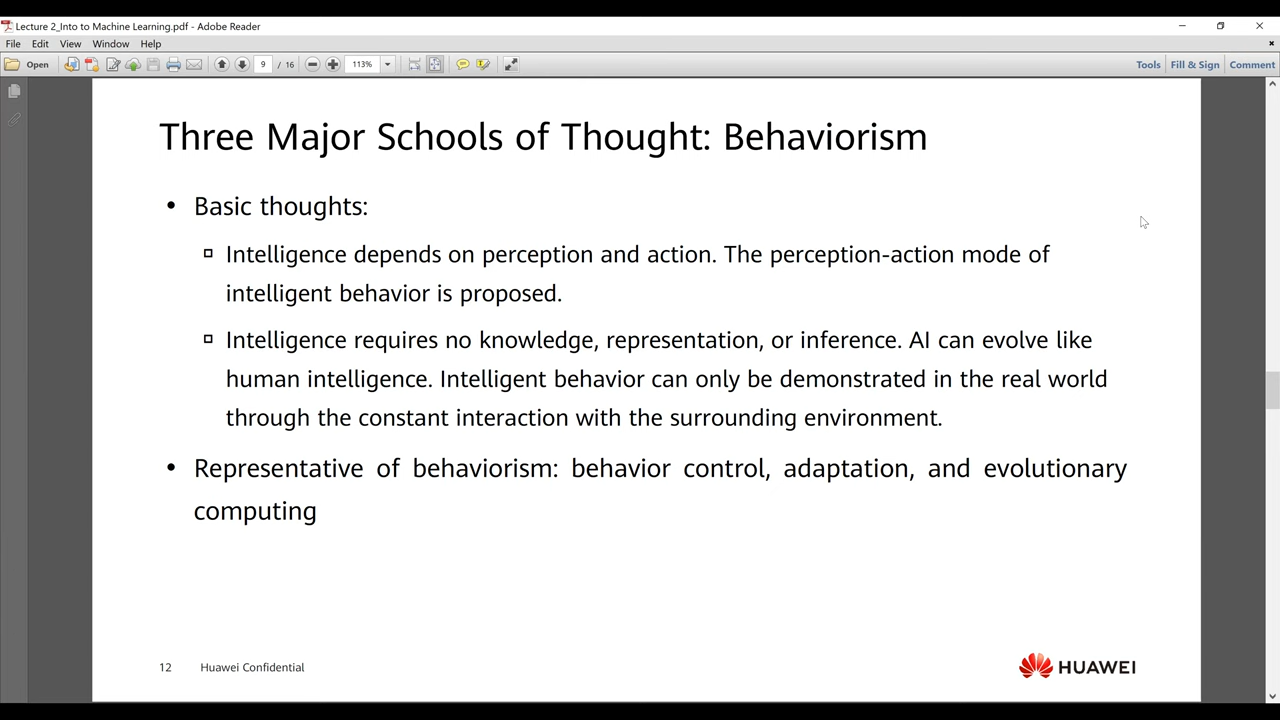 Lecture 2_Into to Machine Learning.pdf - Adobe Reader
File Edit View Window Help
Open 9 / 16 113% Tools Fill & Sign Comment
Three Major Schools of Thought: Behaviorism
• Basic thoughts:
Intelligence depends on perception and action. The perception-action mode of
intelligent behavior is proposed.
Intelligence requires no knowledge, representation, or inference. AI can evolve like
human intelligence. Intelligent behavior can only be demonstrated in the real world
through the constant interaction with the surrounding environment.
• Representative of behaviorism: behavior control, adaptation, and evolutionary
computing
12 Huawei Confidential
HUAWEI